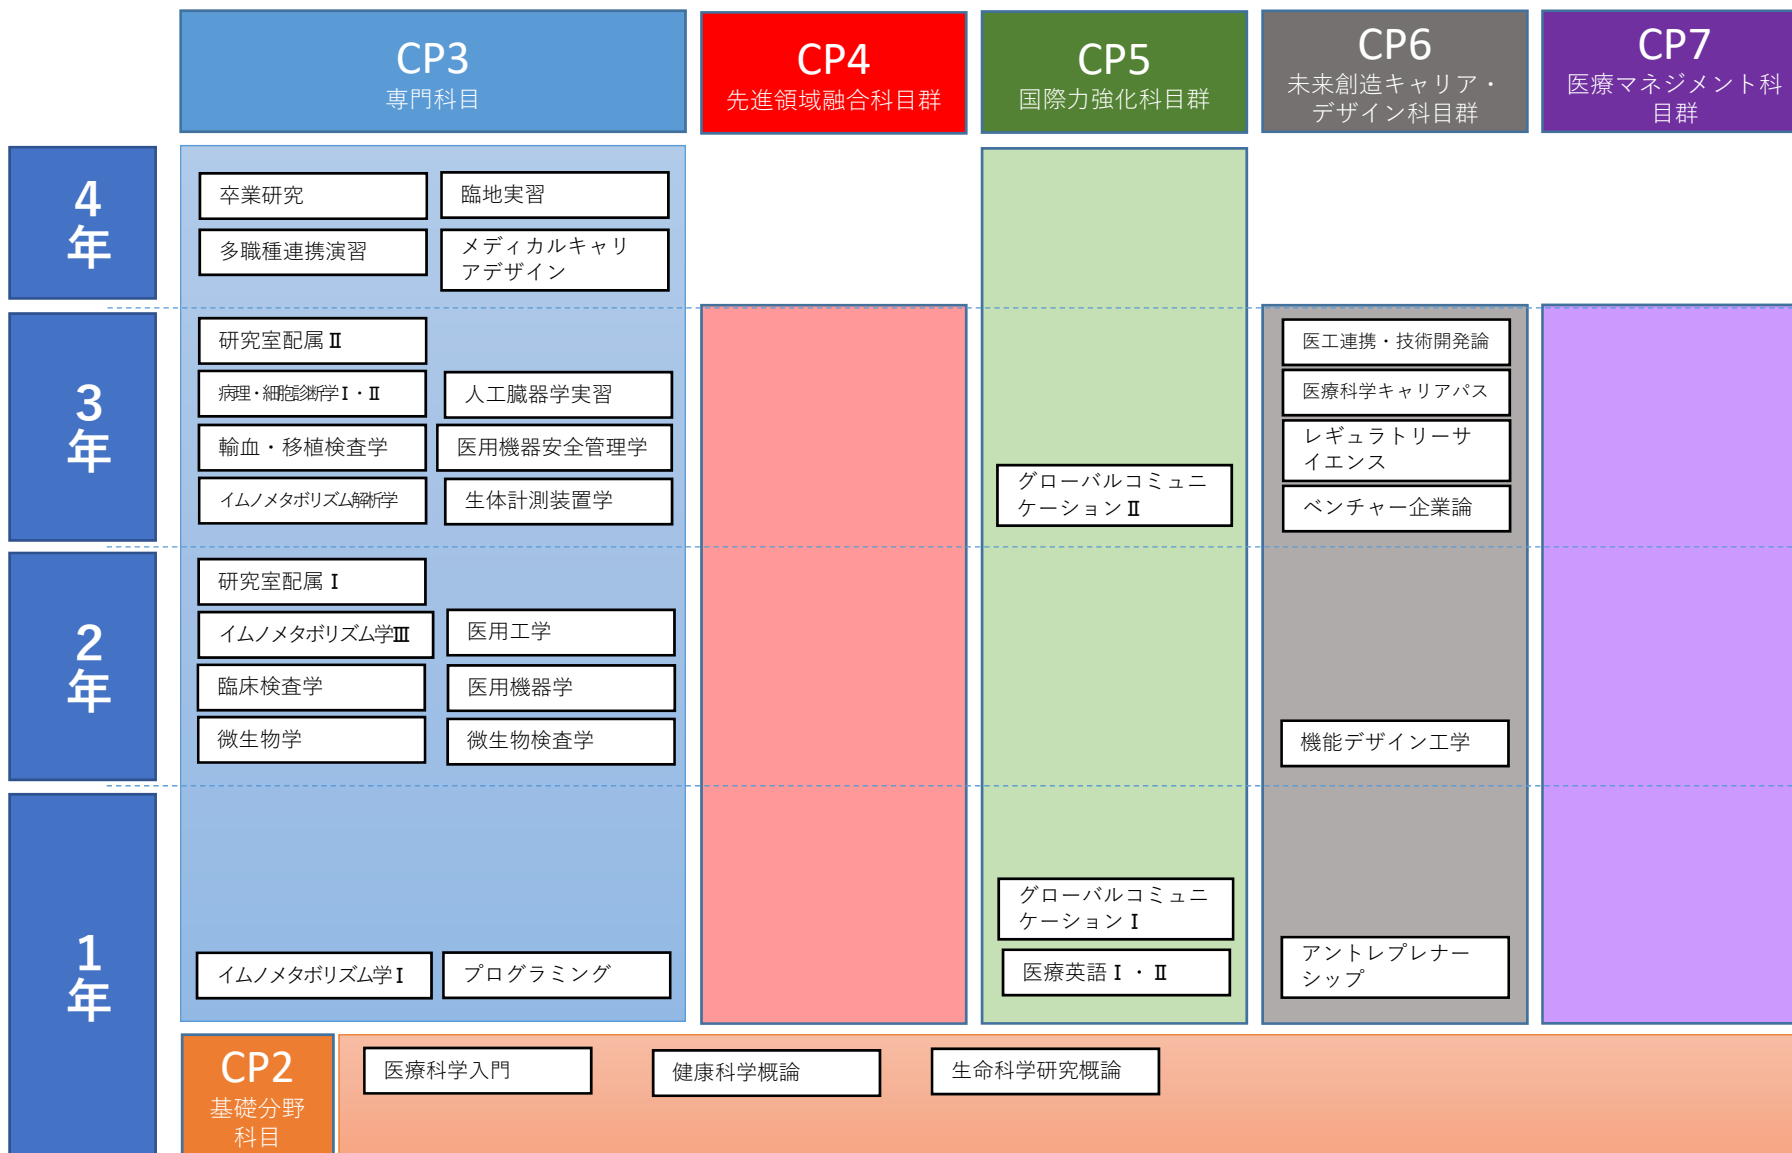 CP3
専門科目
CP4
先進領域融合科目群
CP5
国際力強化科目群
CP6
未来創造キャリア・
デザイン科目群
CP7
医療マネジメント科
目群
4
年
卒業研究
臨地実習
多職種連携演習
メディカルキャリ
アデザイン
3
年
研究室配属Ⅱ
病理・細胞診断学Ⅰ・Ⅱ
人工臓器学実習
輸血・移植検査学
医用機器安全管理学
イムノメタボリズム解析学
生体計測装置学
グローバルコミュニ
ケーションⅡ
医工連携・技術開発論
医療科学キャリアパス
レギュラトリーサ
イエンス
ベンチャー企業論
2
年
研究室配属Ⅰ
イムノメタボリズム学Ⅲ
医用工学
臨床検査学
医用機器学
微生物学
微生物検査学
機能デザイン工学
1
年
イムノメタボリズム学Ⅰ
プログラミング
グローバルコミュニ
ケーションⅠ
医療英語Ⅰ・Ⅱ
アントレプレナー
シップ
CP2
基礎分野
科目
医療科学入門
健康科学概論
生命科学研究概論